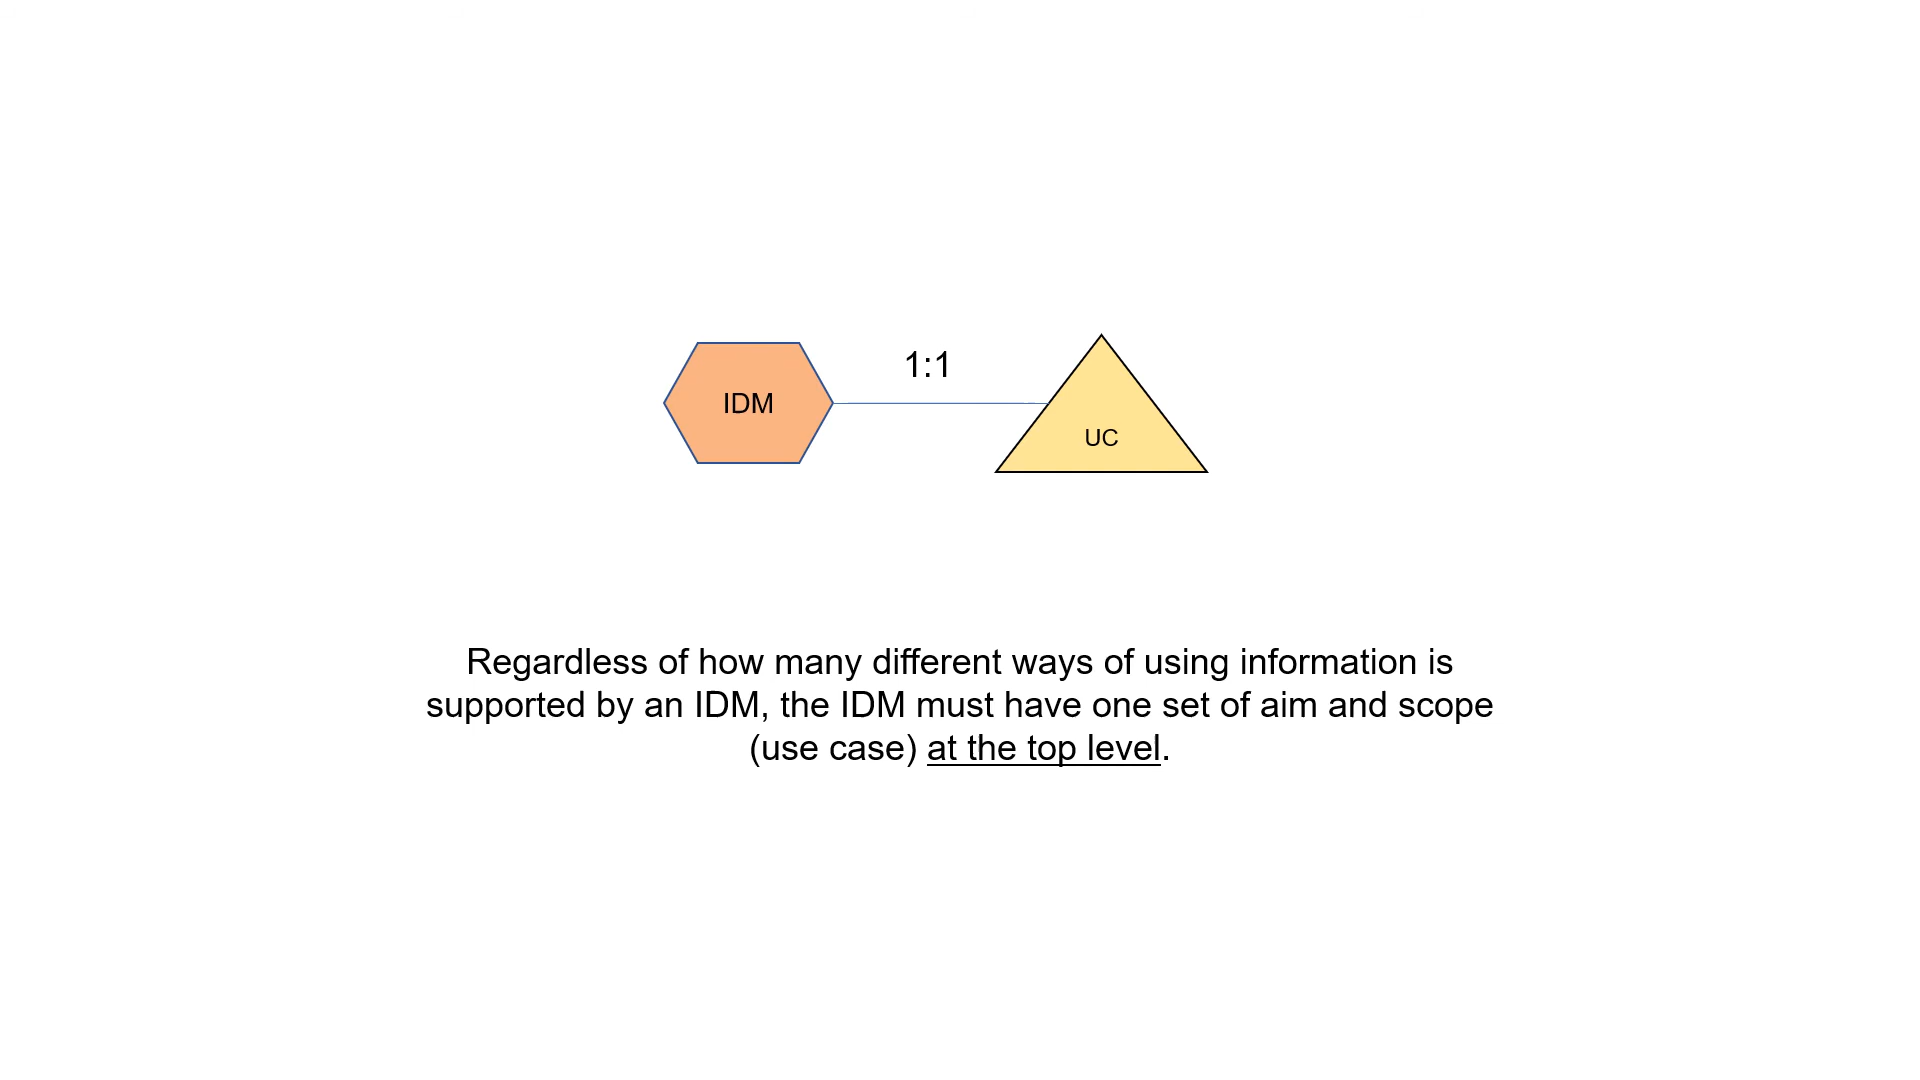 IDM
1:1
UC
Regardless of how many different ways of using information is
supported by an IDM, the IDM must have one set of aim and scope
(use case) at the top level.